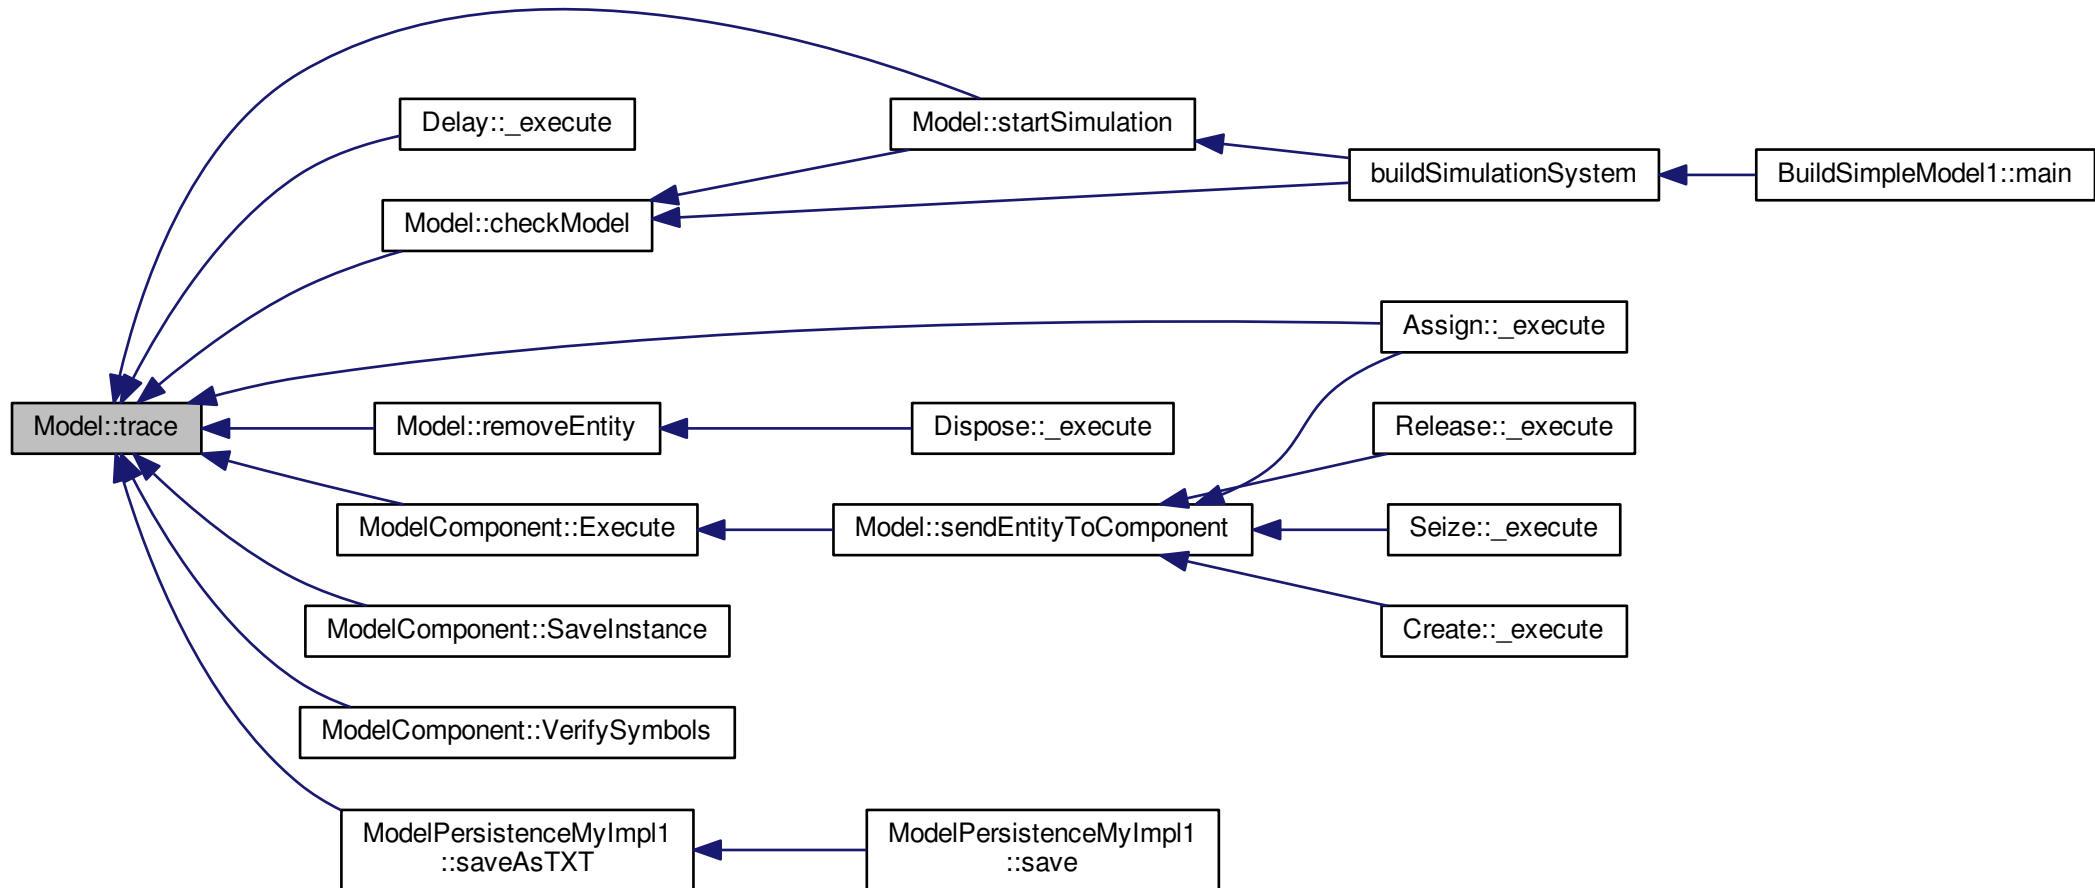 Delay::_execute
Model::startSimulation
buildSimulationSystem
BuildSimpleModel1::main
Model::checkModel
Assign::_execute
Model::trace
Model::removeEntity
Dispose::_execute
Release::_execute
ModelComponent::Execute
Model::sendEntityToComponent
Seize::_execute
ModelComponent::SaveInstance
Create::_execute
ModelComponent::VerifySymbols
ModelPersistenceMyImpl1
::saveAsTXT
ModelPersistenceMyImpl1
::save